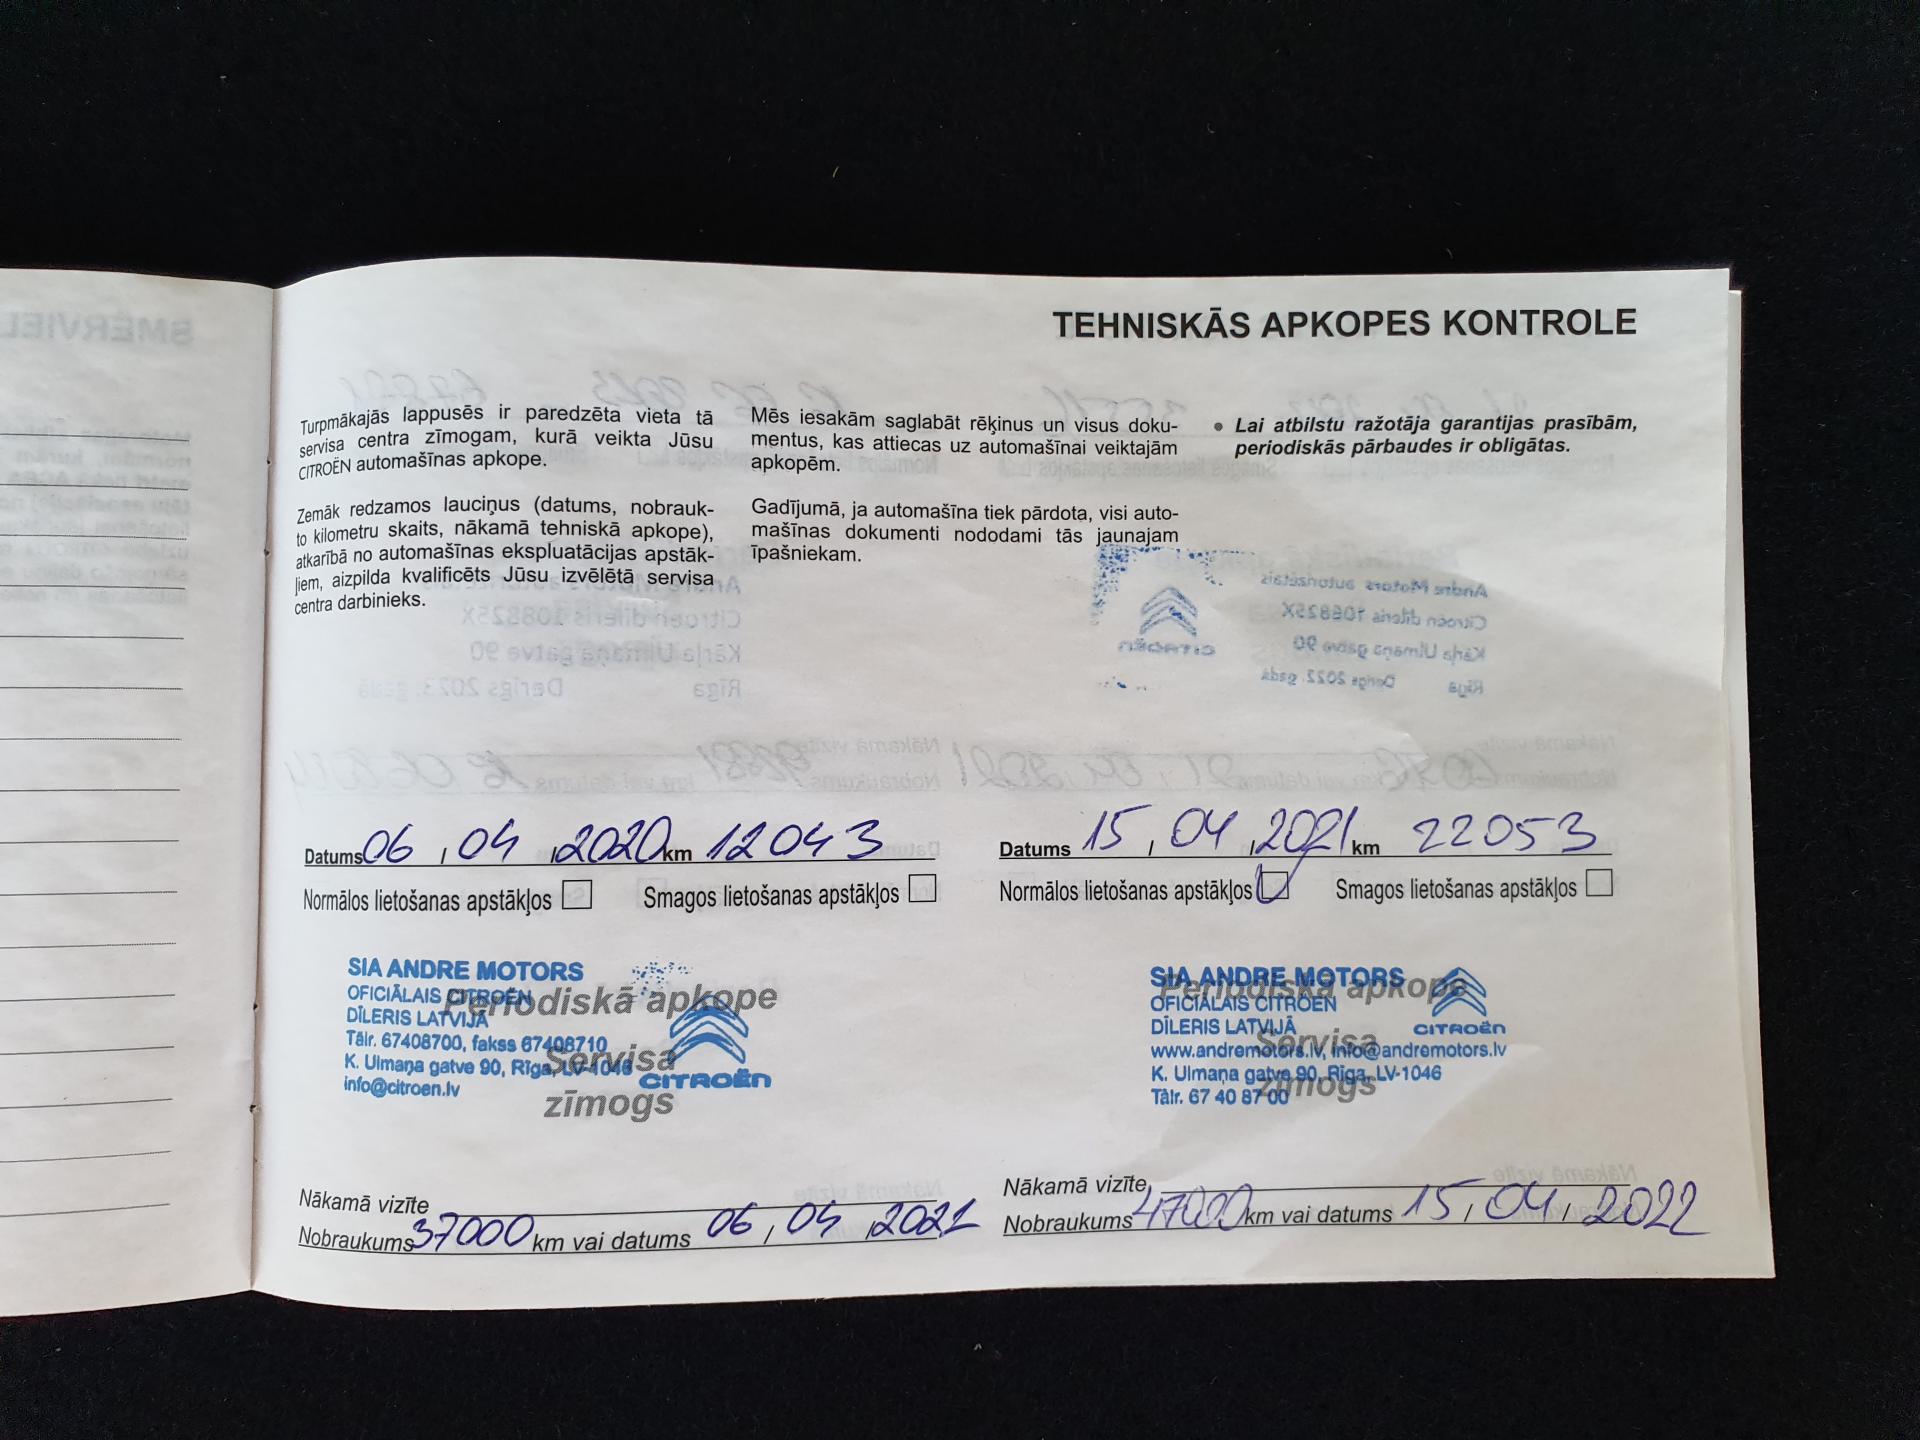 TEHNISKĀS APKOPES KONTROLE
Turpmākajās lappusēs ir paredzēta vieta tā
servisa centra zīmogam, kurā veikta Jūsu
CITROËN automašīnas apkope.
Zemāk redzamos lauciņus (datums, nobrauk-
to kilometru skaits, nākamā tehniskā apkope),
atkarībā no automašīnas ekspluatācijas apstāk-
ļiem, aizpilda kvalificēts Jūsu izvēlētā servisa
centra darbinieks.
Mēs iesakām saglabāt rēķinus un visus doku-
mentus, kas attiecas uz automašīnai veiktajām
apkopēm.
Gadījumā, ja automašīna tiek pārdota, visi auto-
mašīnas dokumenti nododami tās jaunajam
īpašniekam.
• Lai atbilstu ražotāja garantijas prasībām,
periodiskās pārbaudes ir obligātas.
Datums 06 / 04 / 2020 km 12043
Normālos lietošanas apstākļos Smagos lietošanas apstākļos
Periodiskā apkope
Servisa
zīmogs
SIA ANDRE MOTORS
OFICIĀLAIS CITROËN
DĪLERIS LATVIJĀ
Tālr. 67408700, fakss 67408710
K. Ulmaņa gatve 90, Rīga, LV-1046
info@citroen.lv
CITROËN
Nākamā vizīte
Nobraukums 37000 km vai datums 06 / 04 / 2021
Datums 15 / 04 / 2021 km 22053
Normālos lietošanas apstākļos Smagos lietošanas apstākļos
Periodiskā apkope
Servisa
zīmogs
SIA ANDRE MOTORS
OFICIĀLAIS CITROËN
DĪLERIS LATVIJĀ
www.andremotors.lv, info@andremotors.lv
K. Ulmaņa gatve 90, Rīga, LV-1046
Tālr. 67 40 87 00
CITROËN
Nākamā vizīte
Nobraukums 47000 km vai datums 15 / 04 / 2022